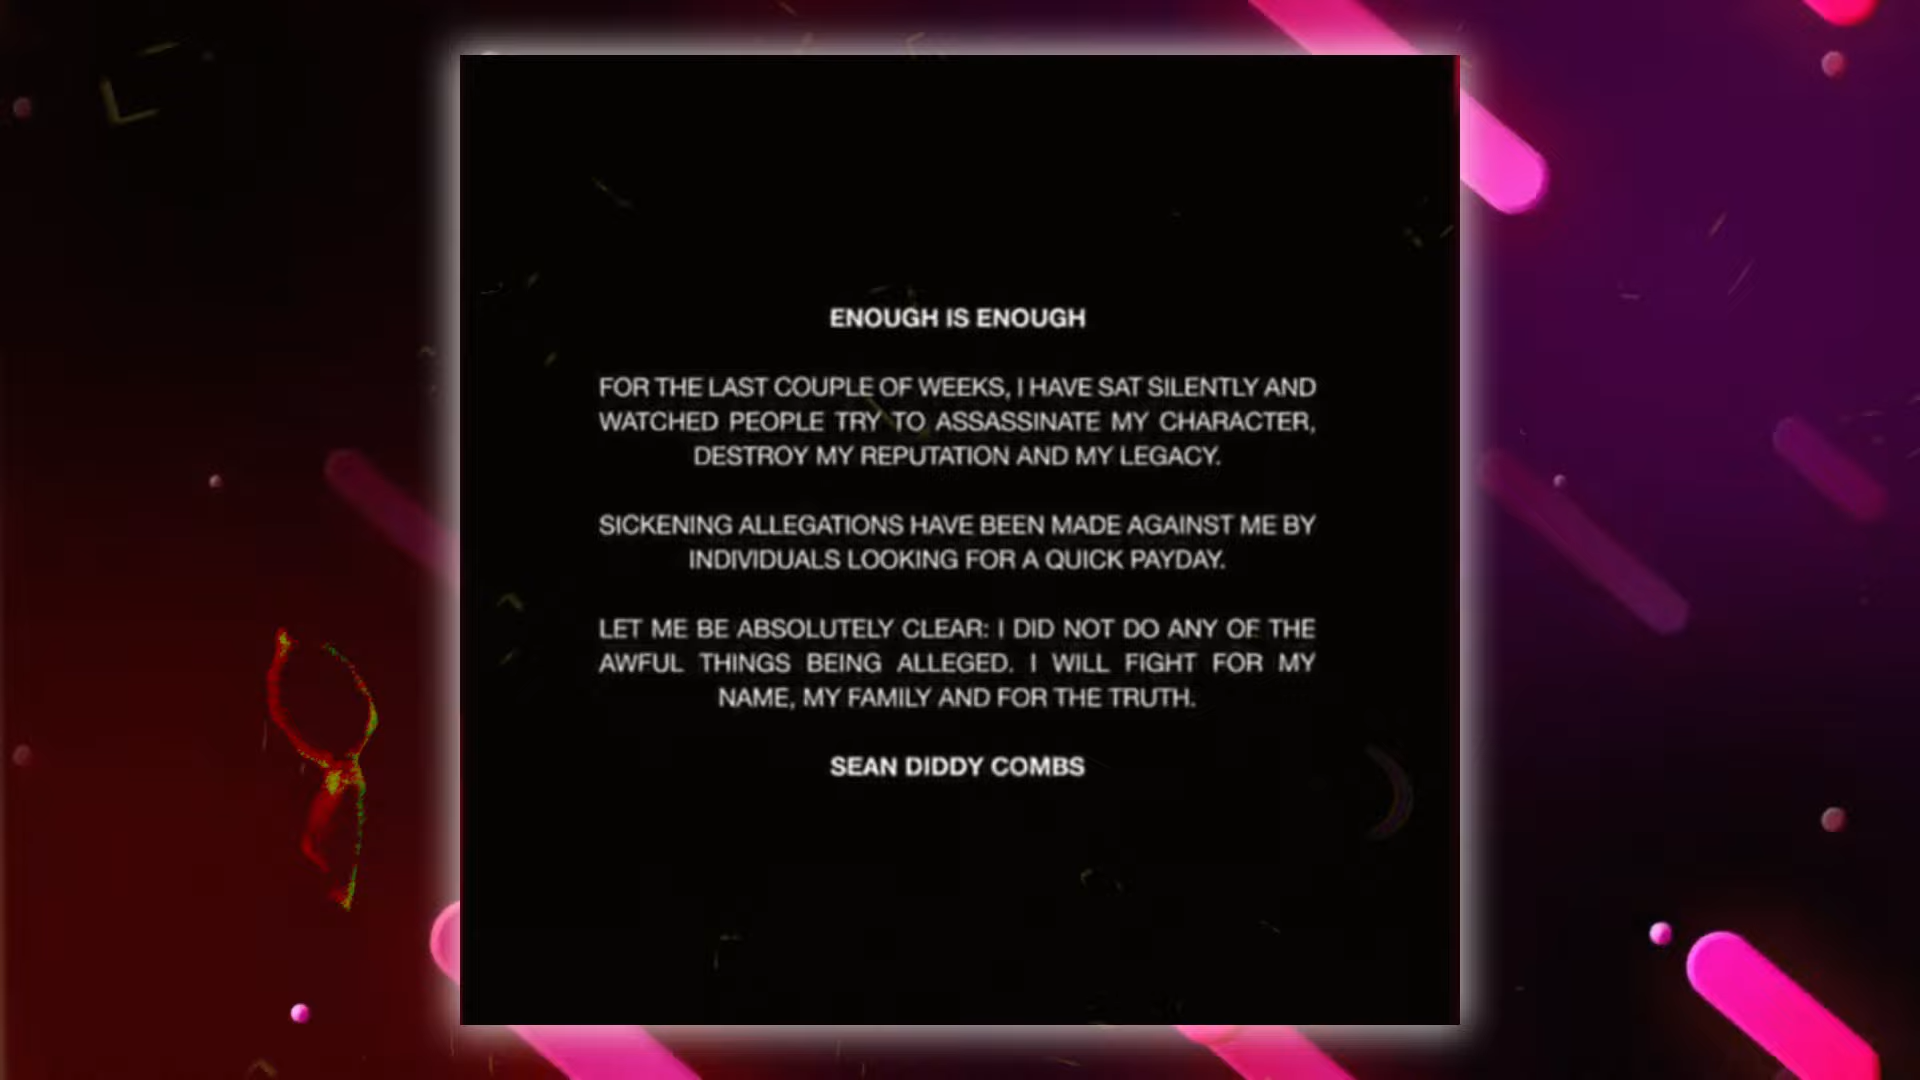 ENOUGH IS ENOUGH
FOR THE LAST COUPLE OF WEEKS, I HAVE SAT SILENTLY AND
WATCHED PEOPLE TRY TO ASSASSINATE MY CHARACTER,
DESTROY MY REPUTATION AND MY LEGACY.
SICKENING ALLEGATIONS HAVE BEEN MADE AGAINST ME BY
INDIVIDUALS LOOKING FOR A QUICK PAYDAY.
LET ME BE ABSOLUTELY CLEAR: I DID NOT DO ANY OF THE
AWFUL THINGS BEING ALLEGED. I WILL FIGHT FOR MY
NAME, MY FAMILY AND FOR THE TRUTH.
SEAN DIDDY COMBS